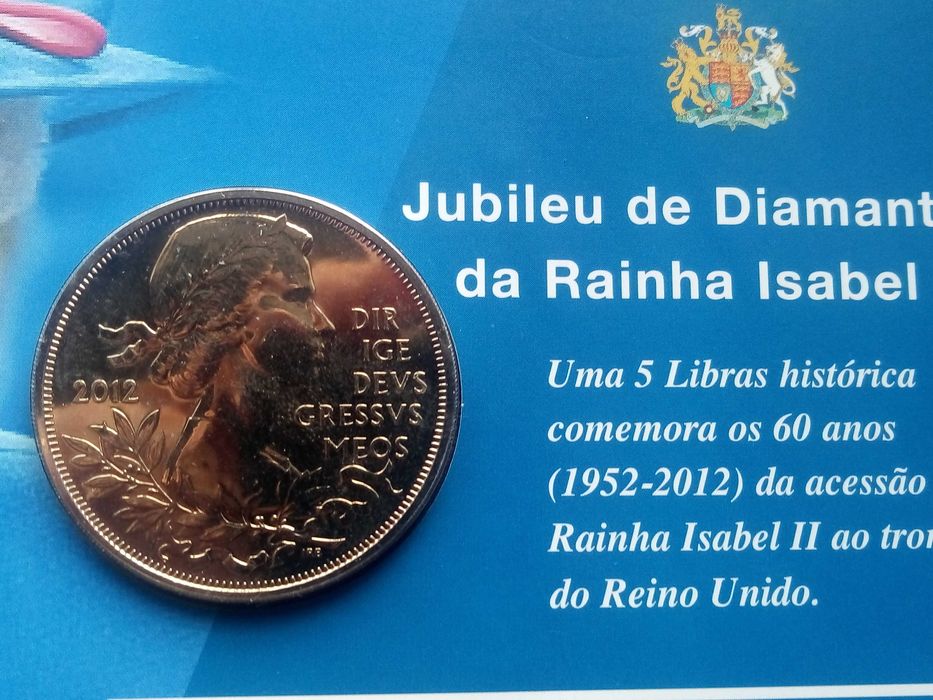 Jubileu de Diamant
da Rainha Isabel
Uma 5 Libras histórica
comemora os 60 anos
(1952-2012) da acessão
Rainha Isabel II ao tron
do Reino Unido.
2012
DIR
IGE
DEVS
GRESSVS
MEOS